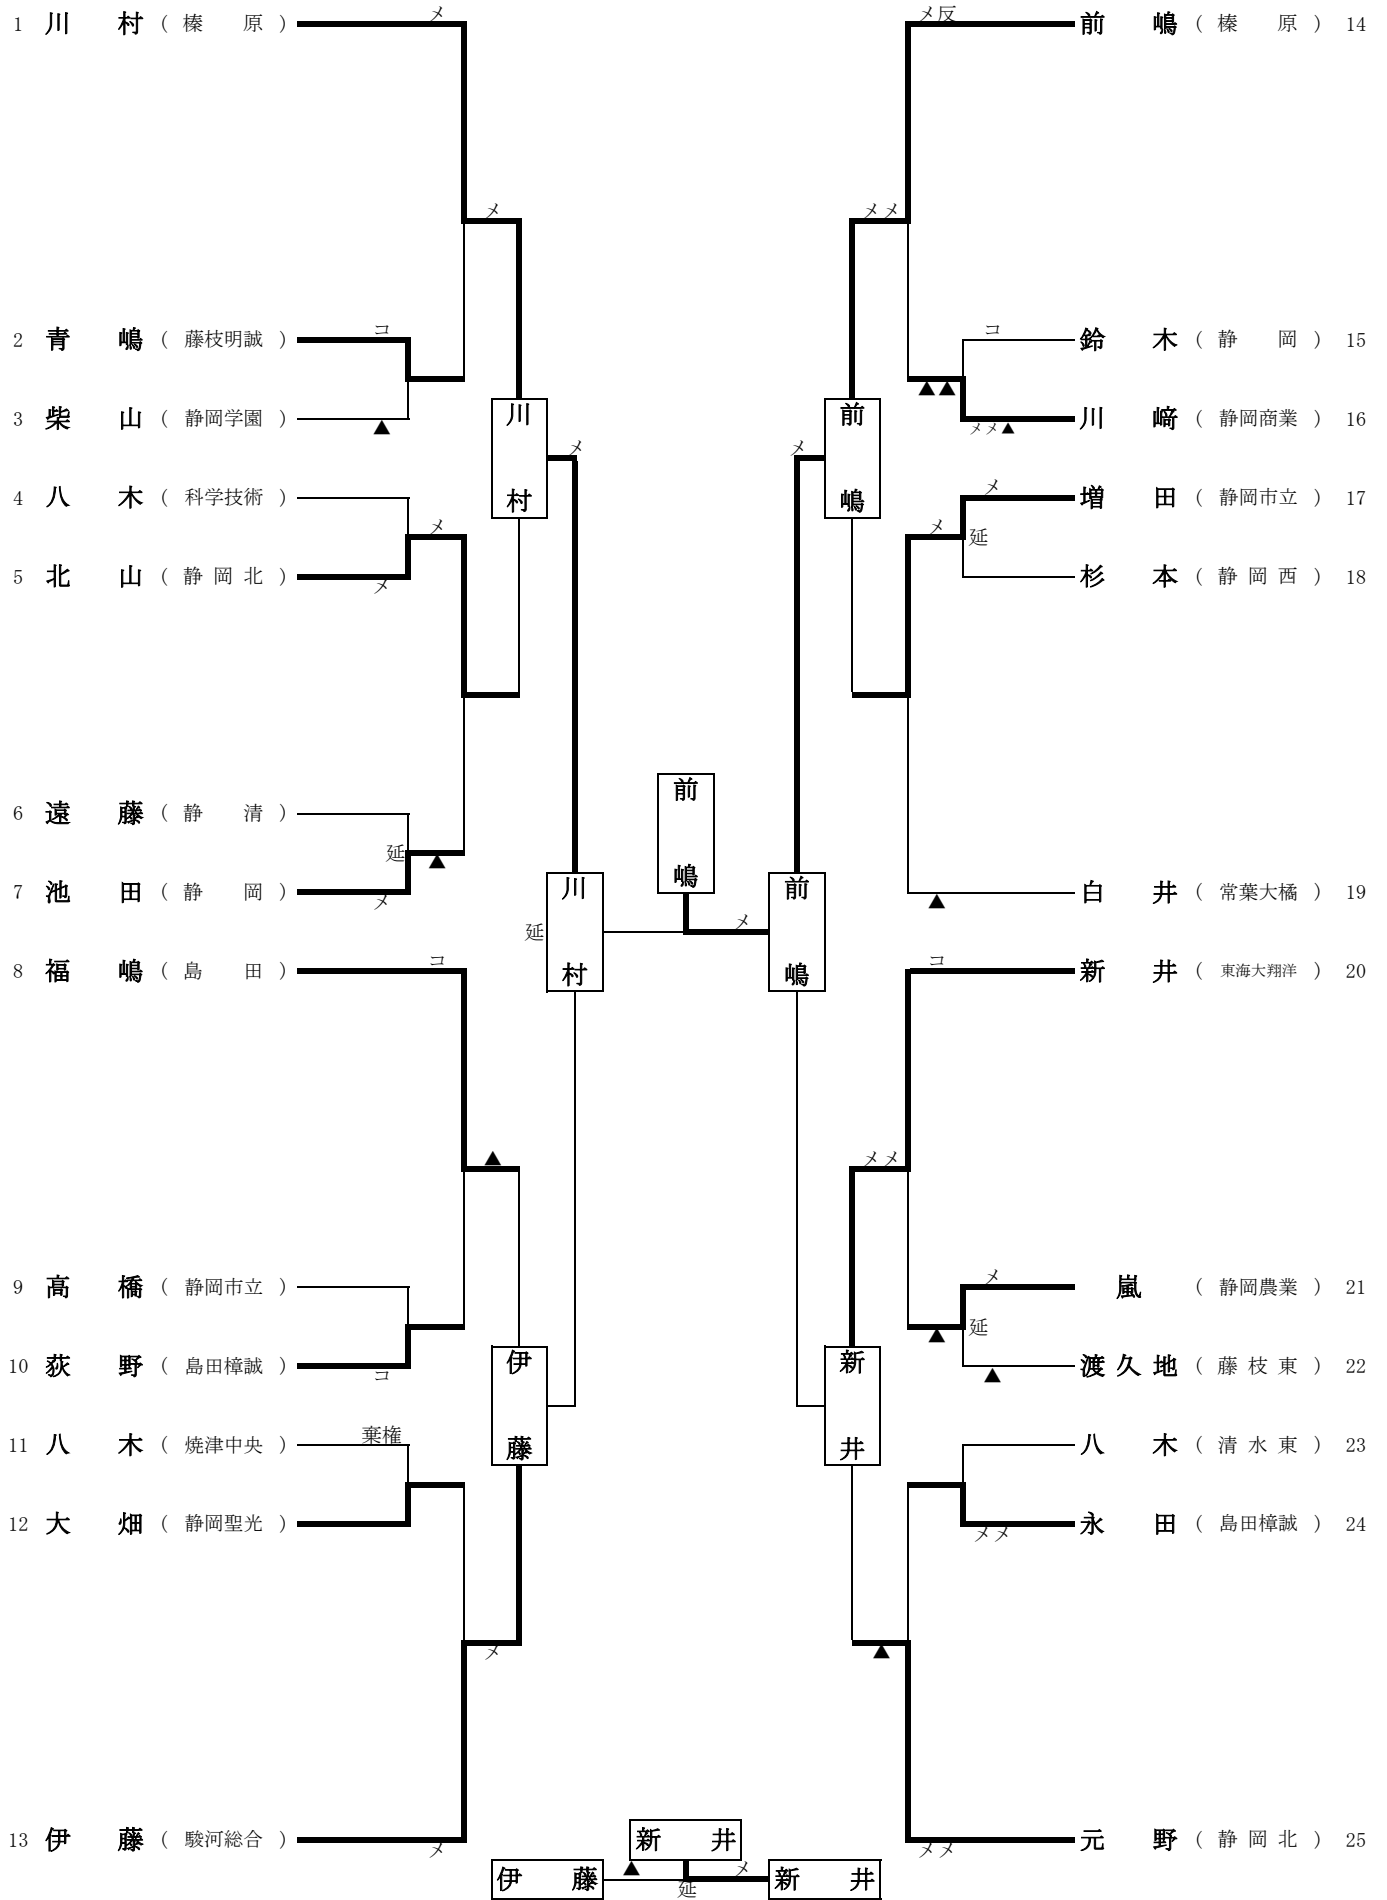 1 川村 ( 榛原 ) メ
メ
2 青嶋 ( 藤枝明誠 ) コ
3 柴山 ( 静岡学園 ) ▲
川村
メ
4 八木 ( 科学技術 )
メ
5 北山 ( 静岡北 ) メ
6 遠藤 ( 静清 )
延 ▲
7 池田 ( 静岡 ) メ
川村
延
8 福嶋 ( 島田 ) コ
▲
9 高橋 ( 静岡市立 )
10 荻野 ( 島田樟誠 ) コ
伊藤
11 八木 ( 焼津中央 ) 棄権
12 大畑 ( 静岡聖光 )
メ
13 伊藤 ( 駿河総合 ) メ
前嶋
メ
メ反 前嶋 ( 榛原 ) 14
メメ
コ 鈴木 ( 静岡 ) 15
▲▲
メメ▲ 川﨑 ( 静岡商業 ) 16
前嶋
メ
メ 増田 ( 静岡市立 ) 17
メ 延
杉本 ( 静岡西 ) 18
前嶋
▲ 白井 ( 常葉大橘 ) 19
コ 新井 ( 東海大翔洋 ) 20
メメ
メ 嵐 ( 静岡農業 ) 21
▲ 延
▲ 渡久地 ( 藤枝東 ) 22
新井
八木 ( 清水東 ) 23
メメ 永田 ( 島田樟誠 ) 24
▲
メメ 元野 ( 静岡北 ) 25
新井
伊藤 ▲ 延 メ 新井